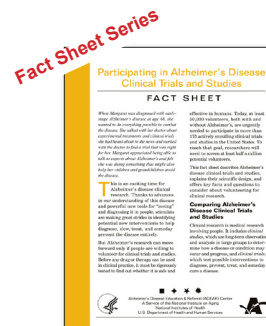 Fact Sheet Series
Participating in Alzheimer's Disease
Clinical Trials and Studies
FACT SHEET
When Margaret was diagnosed with early-
stage Alzheimer's disease at age 68, she
wanted to do everything possible to combat
the disease. She talked with her doctor about
experimental treatments and clinical trials
she had heard about in the news and worked
with the doctor to find a trial that was right
for her. Margaret appreciated being able to
talk to experts about Alzheimer's and felt
she was doing something that might also
help her children and grandchildren avoid
the disease.
This is an exciting time for
Alzheimer's disease clinical
research. Thanks to advances
in our understanding of this disease
and powerful new tools for "seeing"
and diagnosing it in people, scientists
are making great strides in identifying
potential new interventions to help
diagnose, slow, treat, and someday
prevent the disease entirely.
But Alzheimer's research can move
forward only if people are willing to
volunteer for clinical trials and studies.
Before any drug or therapy can be used
in clinical practice, it must be rigorously
tested to find out whether it is safe and
effective in humans. Today, at least
50,000 volunteers, both with and
without Alzheimer's, are urgently
needed to participate in more than
175 actively enrolling clinical trials
and studies in the United States. To
reach that goal, researchers will
need to screen at least half a million
potential volunteers.
This fact sheet describes Alzheimer's
disease clinical trials and studies,
explains their scientific design, and
offers key facts and questions to
consider about volunteering for
clinical research.
Comparing Alzheimer's
Disease Clinical Trials
and Studies
Clinical research is medical research
involving people. It includes clinical
studies, which use long-term observation
and analysis in large groups to deter-
mine how a disease or condition may
occur and progress, and clinical trials,
which test possible interventions to
diagnose, prevent, treat, and someday
cure a disease.
Alzheimer's Disease Education & Referral (ADEAR) Center
A Service of the National Institute on Aging
National Institutes of Health
U.S. Department of Health and Human Services